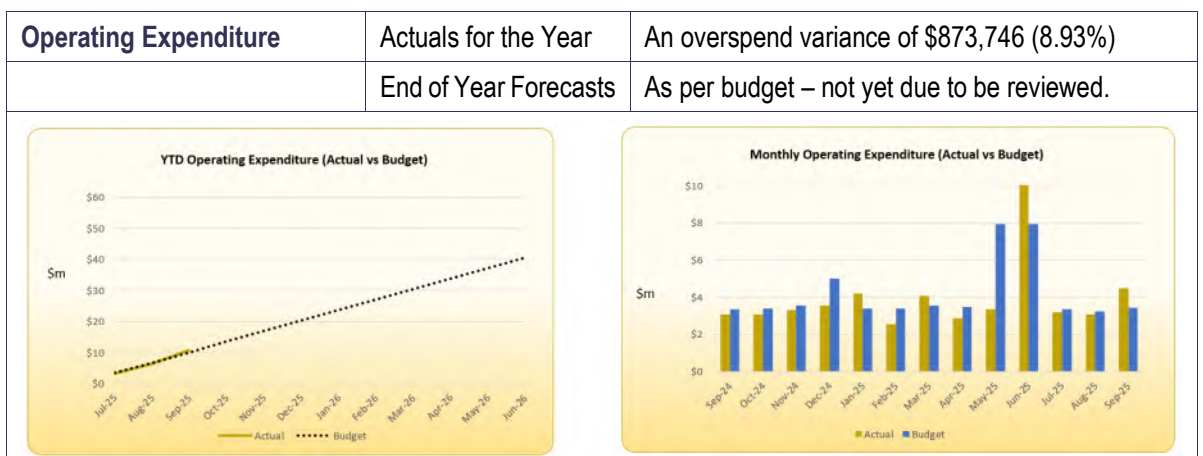 Operating Expenditure
Actuals for the Year
An overspend variance of $873,746 (8.93%)
End of Year Forecasts
As per budget – not yet due to be reviewed.
YTD Operating Expenditure (Actual vs Budget)
$60
$50
$40
$m
$30
$20
$10
$0
Jul-25
Aug-25
Sep-25
Oct-25
Nov-25
Dec-25
Jan-26
Feb-26
Mar-26
Apr-26
May-26
Jun-26
Actual
Budget
Monthly Operating Expenditure (Actual vs Budget)
$10
$8
$6
$m
$4
$2
$0
Sep-24
Oct-24
Nov-24
Dec-24
Jan-25
Feb-25
Mar-25
Apr-25
May-25
Jun-25
Jul-25
Aug-25
Sep-25
Actual
Budget